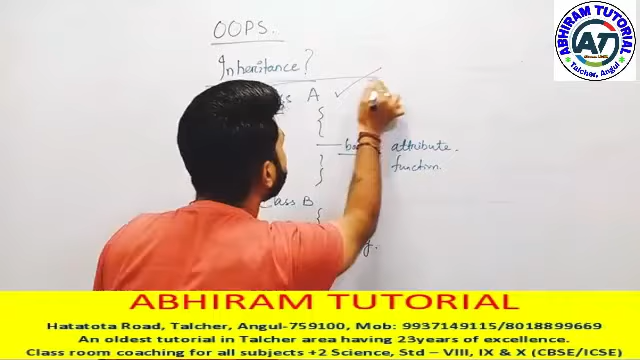 OOPS.
Inheritance?
A
attribute.
function.
Class B
ABHIRAM TUTORIAL
AT
Talcher, Angul
ABHIRAM TUTORIAL
Hatatota Road, Talcher, Angul-759100, Mob: 9937149115/8018899669
An oldest tutorial in Talcher area having 23years of excellence.
Class room coaching for all subjects +2 Science, Std – VIII, IX & X (CBSE/ICSE)